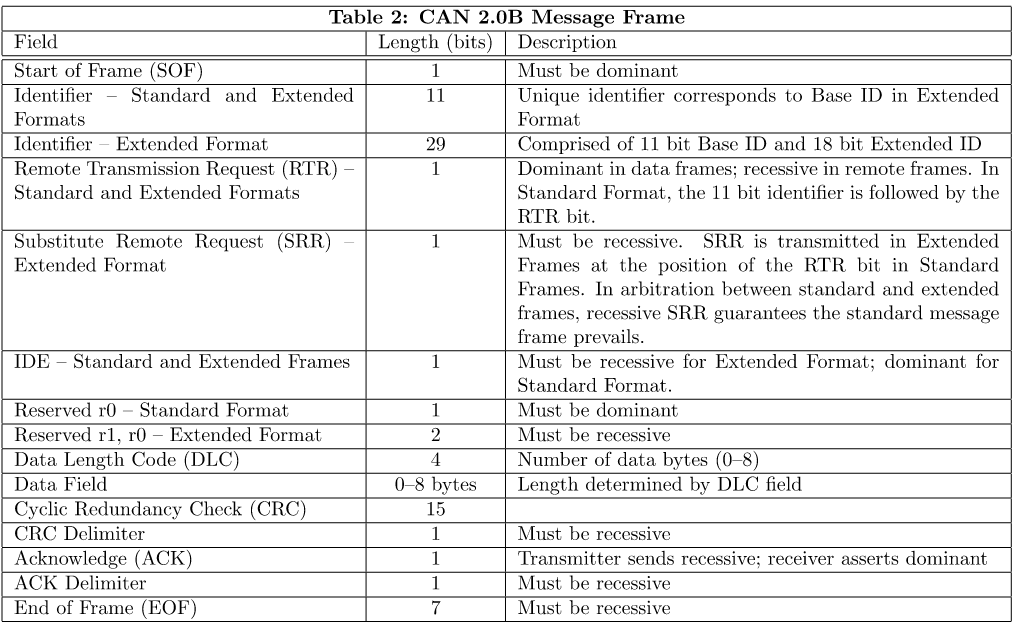 Table 2: CAN 2.0B Message Frame
Field Length (bits) Description
Start of Frame (SOF) 1 Must be dominant
Identifier – Standard and Extended 11 Unique identifier corresponds to Base ID in Extended
Formats Format
Identifier – Extended Format 29 Comprised of 11 bit Base ID and 18 bit Extended ID
Remote Transmission Request (RTR) – 1 Dominant in data frames; recessive in remote frames. In
Standard and Extended Formats Standard Format, the 11 bit identifier is followed by the
RTR bit.
Substitute Remote Request (SRR) – 1 Must be recessive. SRR is transmitted in Extended
Extended Format Frames at the position of the RTR bit in Standard
Frames. In arbitration between standard and extended
frames, recessive SRR guarantees the standard message
frame prevails.
IDE – Standard and Extended Frames 1 Must be recessive for Extended Format; dominant for
Standard Format.
Reserved r0 – Standard Format 1 Must be dominant
Reserved r1, r0 – Extended Format 2 Must be recessive
Data Length Code (DLC) 4 Number of data bytes (0–8)
Data Field 0–8 bytes Length determined by DLC field
Cyclic Redundancy Check (CRC) 15
CRC Delimiter 1 Must be recessive
Acknowledge (ACK) 1 Transmitter sends recessive; receiver asserts dominant
ACK Delimiter 1 Must be recessive
End of Frame (EOF) 7 Must be recessive